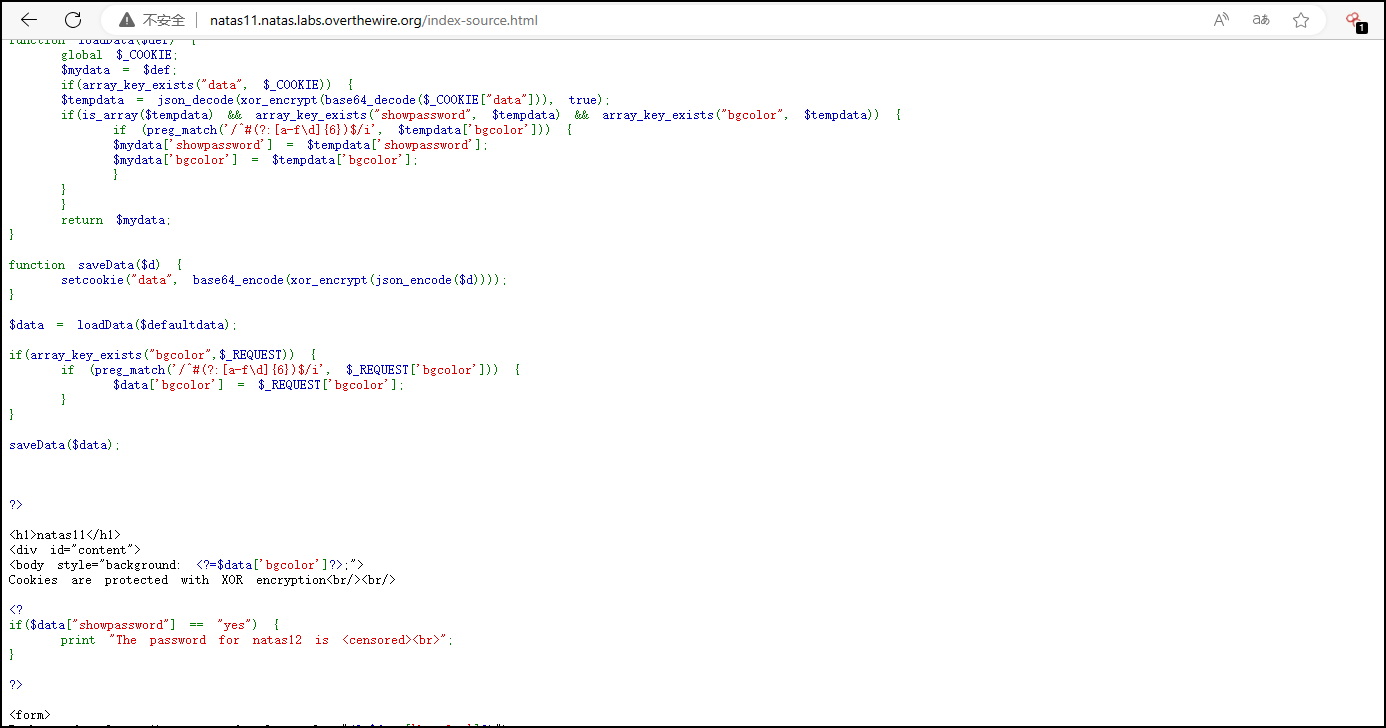 不安全 natas11.natas.labs.overthewire.org/index-source.html A aあ 1
function loadData($def) {
global $_COOKIE;
$mydata = $def;
if(array_key_exists("data", $_COOKIE)) {
$tempdata = json_decode(xor_encrypt(base64_decode($_COOKIE["data"])), true);
if(is_array($tempdata) && array_key_exists("showpassword", $tempdata) && array_key_exists("bgcolor", $tempdata)) {
if (preg_match('/^#(?:[a-f\d]{6})$/i', $tempdata['bgcolor'])) {
$mydata['showpassword'] = $tempdata['showpassword'];
$mydata['bgcolor'] = $tempdata['bgcolor'];
}
}
}
return $mydata;
}
function saveData($d) {
setcookie("data", base64_encode(xor_encrypt(json_encode($d))));
}
$data = loadData($defaultdata);
if(array_key_exists("bgcolor",$_REQUEST)) {
if (preg_match('/^#(?:[a-f\d]{6})$/i', $_REQUEST['bgcolor'])) {
$data['bgcolor'] = $_REQUEST['bgcolor'];
}
}
saveData($data);
?>
<h1>natas11</h1>
<div id="content">
<body style="background: <?=$data['bgcolor']?>;">
Cookies are protected with XOR encryption<br/><br/>
<?
if($data["showpassword"] == "yes") {
print "The password for natas12 is <censored><br>";
}
?>
<form>